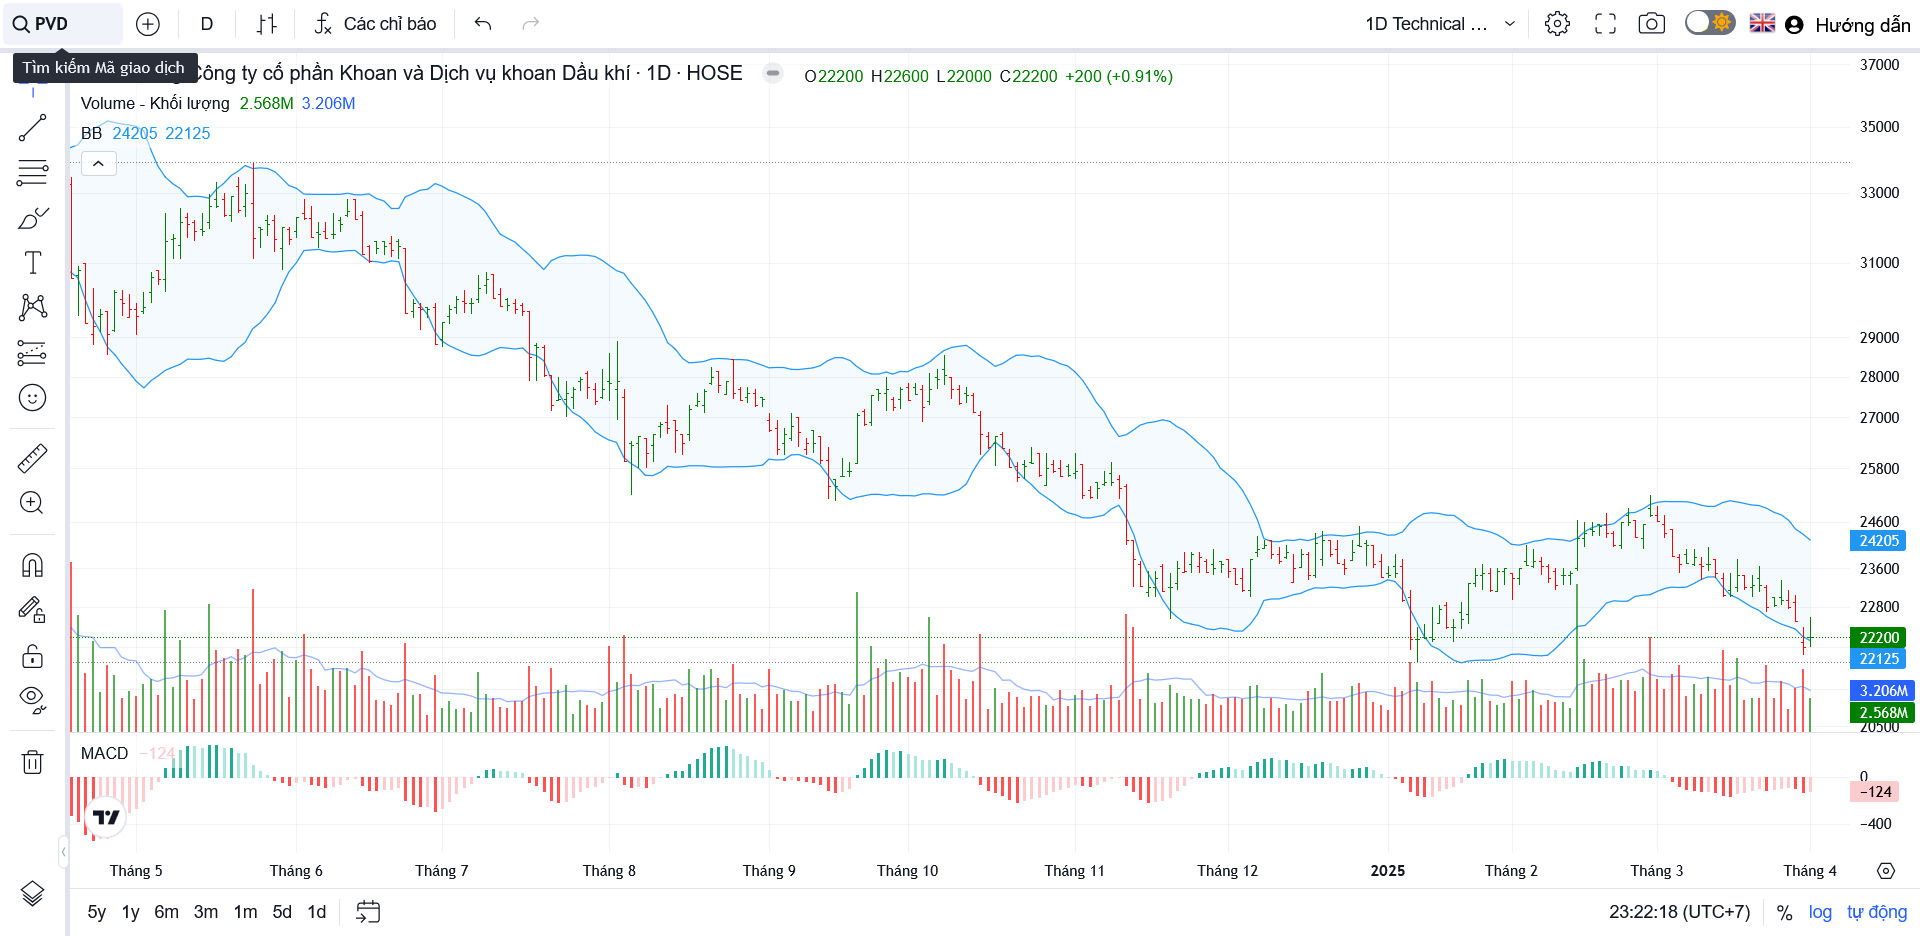 PVD
D
Các chỉ báo
1D Technical ...
Hướng dẫn
Tìm kiếm Mã giao dịch
Công ty cổ phần Khoan và Dịch vụ khoan Dầu khí · 1D · HOSE
O22200 H22600 L22000 C22200 +200 (+0.91%)
Volume - Khối lượng 2.568M 3.206M
BB 24205 22125
37000
35000
33000
31000
29000
28000
27000
25800
24600
24205
23600
22800
22200
22125
3.206M
2.568M
20500
MACD −124
0
−124
−400
Tháng 5 Tháng 6 Tháng 7 Tháng 8 Tháng 9 Tháng 10 Tháng 11 Tháng 12 2025 Tháng 2 Tháng 3 Tháng 4
5y 1y 6m 3m 1m 5d 1d
23:22:18 (UTC+7) % log tự động